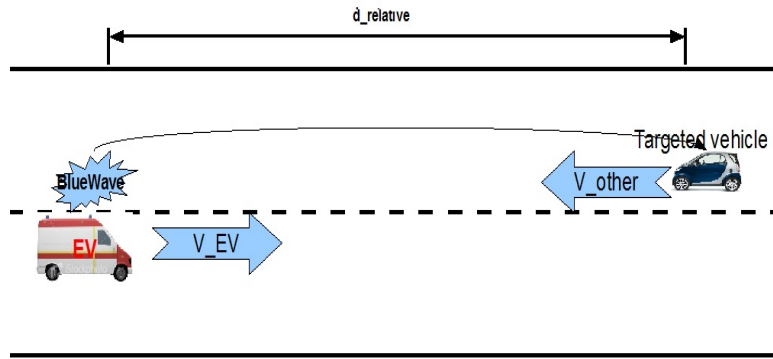 d_relative
Targeted vehicle
BlueWave
V_other
EV
V_EV